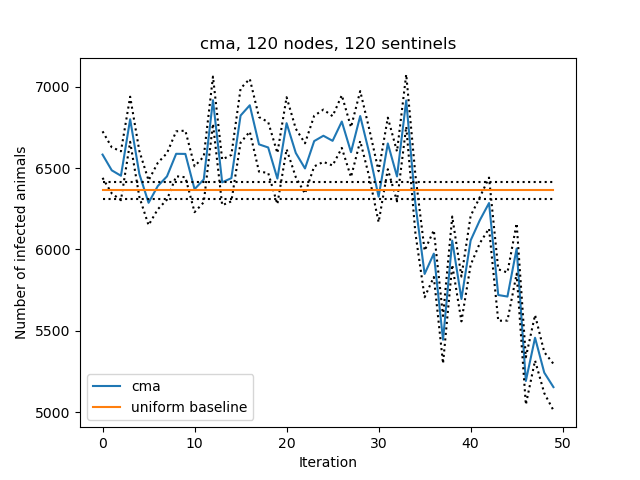 cma, 120 nodes, 120 sentinels
Number of infected animals
7000
6500
6000
5500
5000
cma
uniform baseline
0 10 20 30 40 50
Iteration